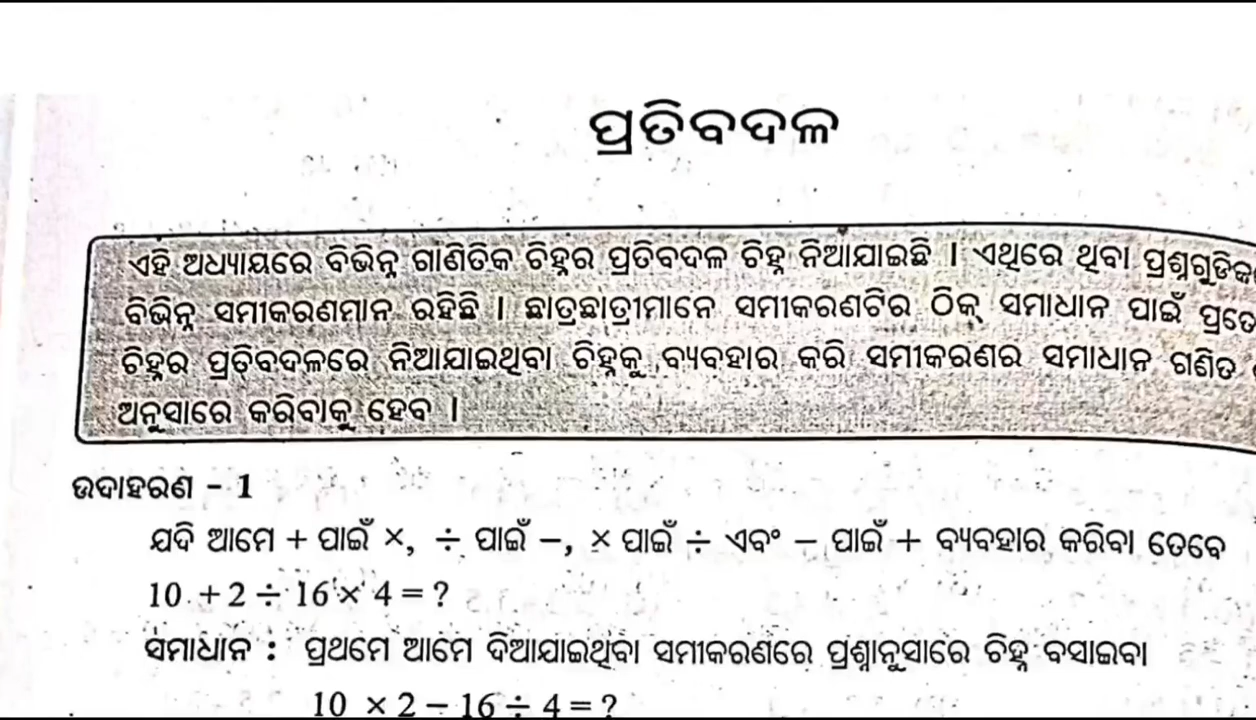 ପ୍ରତିବଦଳ
ଏହି ଅଧ୍ୟାୟରେ ବିଭିନ୍ନ ଗାଣିତିକ ଚିହ୍ନର ପ୍ରତିବଦଳ ଚିହ୍ନ ନିଆଯାଇଛି । ଏଥିରେ ଥିବା
ବିଭିନ୍ନ ସମୀକରଣମାନ ରହିଛି । ଛାତ୍ରଛାତ୍ରୀମାନେ ସମୀକରଣଟିର ଠିକ୍ ସମାଧାନ ପାଇଁ
ଚିହ୍ନର ପ୍ରତିବଦଳରେ ନିଆଯାଇଥିବା ଚିହ୍ନକୁ ବ୍ୟବହାର କରି ସମୀକରଣର ସମାଧାନ ଗଣିତ
ଅନୁସାରେ କରିବାକୁ ହେବ ।
ଉଦାହରଣ - 1
ଯଦି ଆମେ + ପାଇଁ ×, ÷ ପାଇଁ −, × ପାଇଁ ÷ ଏବଂ − ପାଇଁ + ବ୍ୟବହାର କରିବା ତେବେ
10 + 2 ÷ 16 × 4 = ?
ସମାଧାନ : ପ୍ରଥମେ ଆମେ ଦିଆଯାଇଥିବା ସମୀକରଣରେ ପ୍ରଶ୍ନାନୁସାରେ ଚିହ୍ନ ବସାଇବା
10 × 2 − 16 ÷ 4 = ?